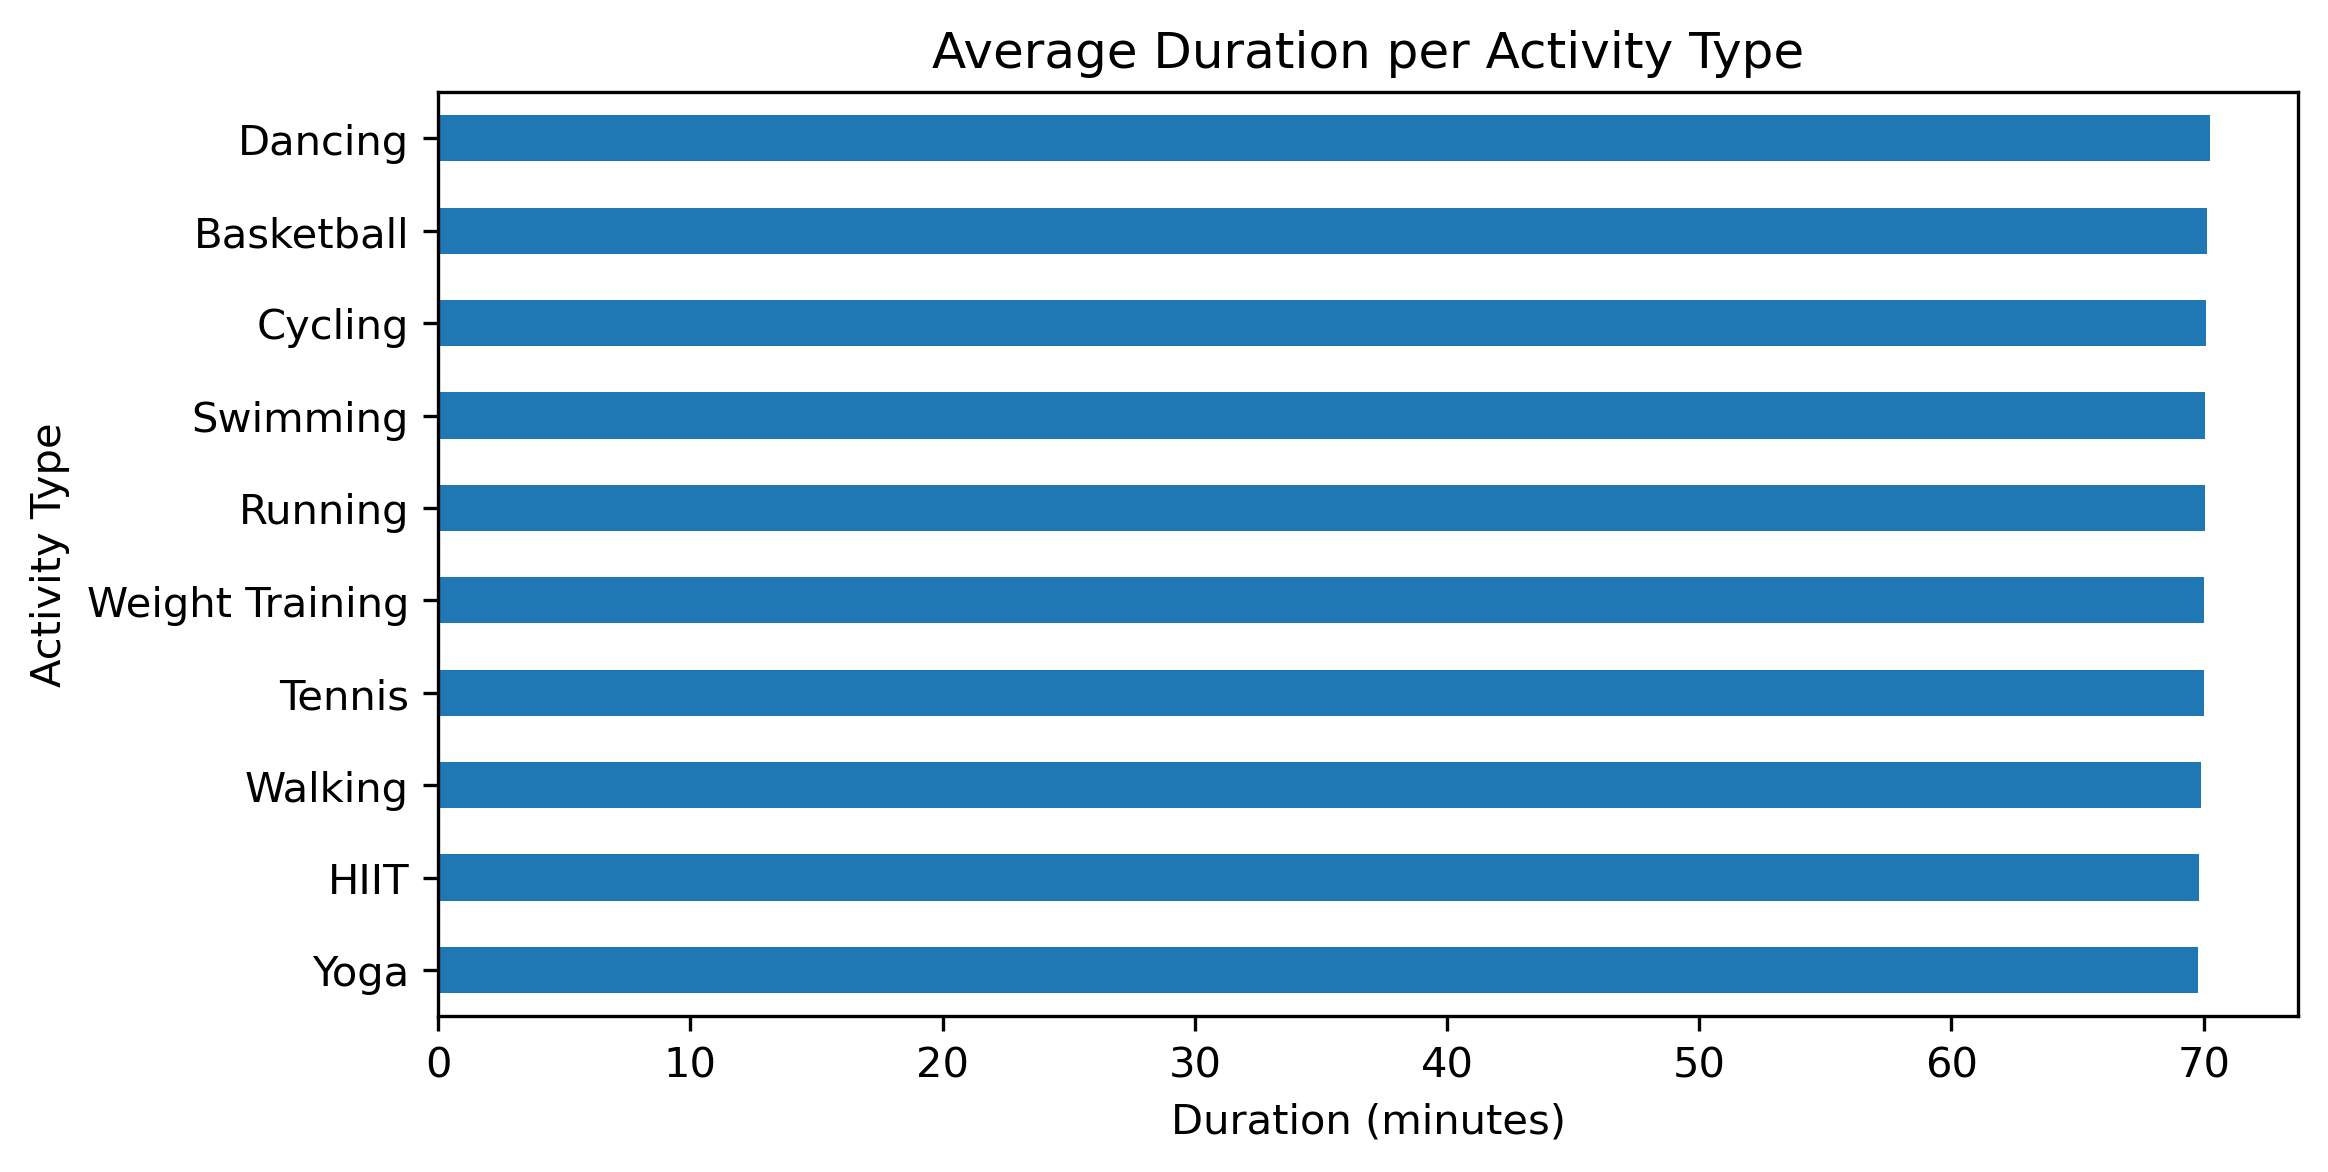 Average Duration per Activity Type
Activity Type
Dancing
Basketball
Cycling
Swimming
Running
Weight Training
Tennis
Walking
HIIT
Yoga
0 10 20 30 40 50 60 70
Duration (minutes)